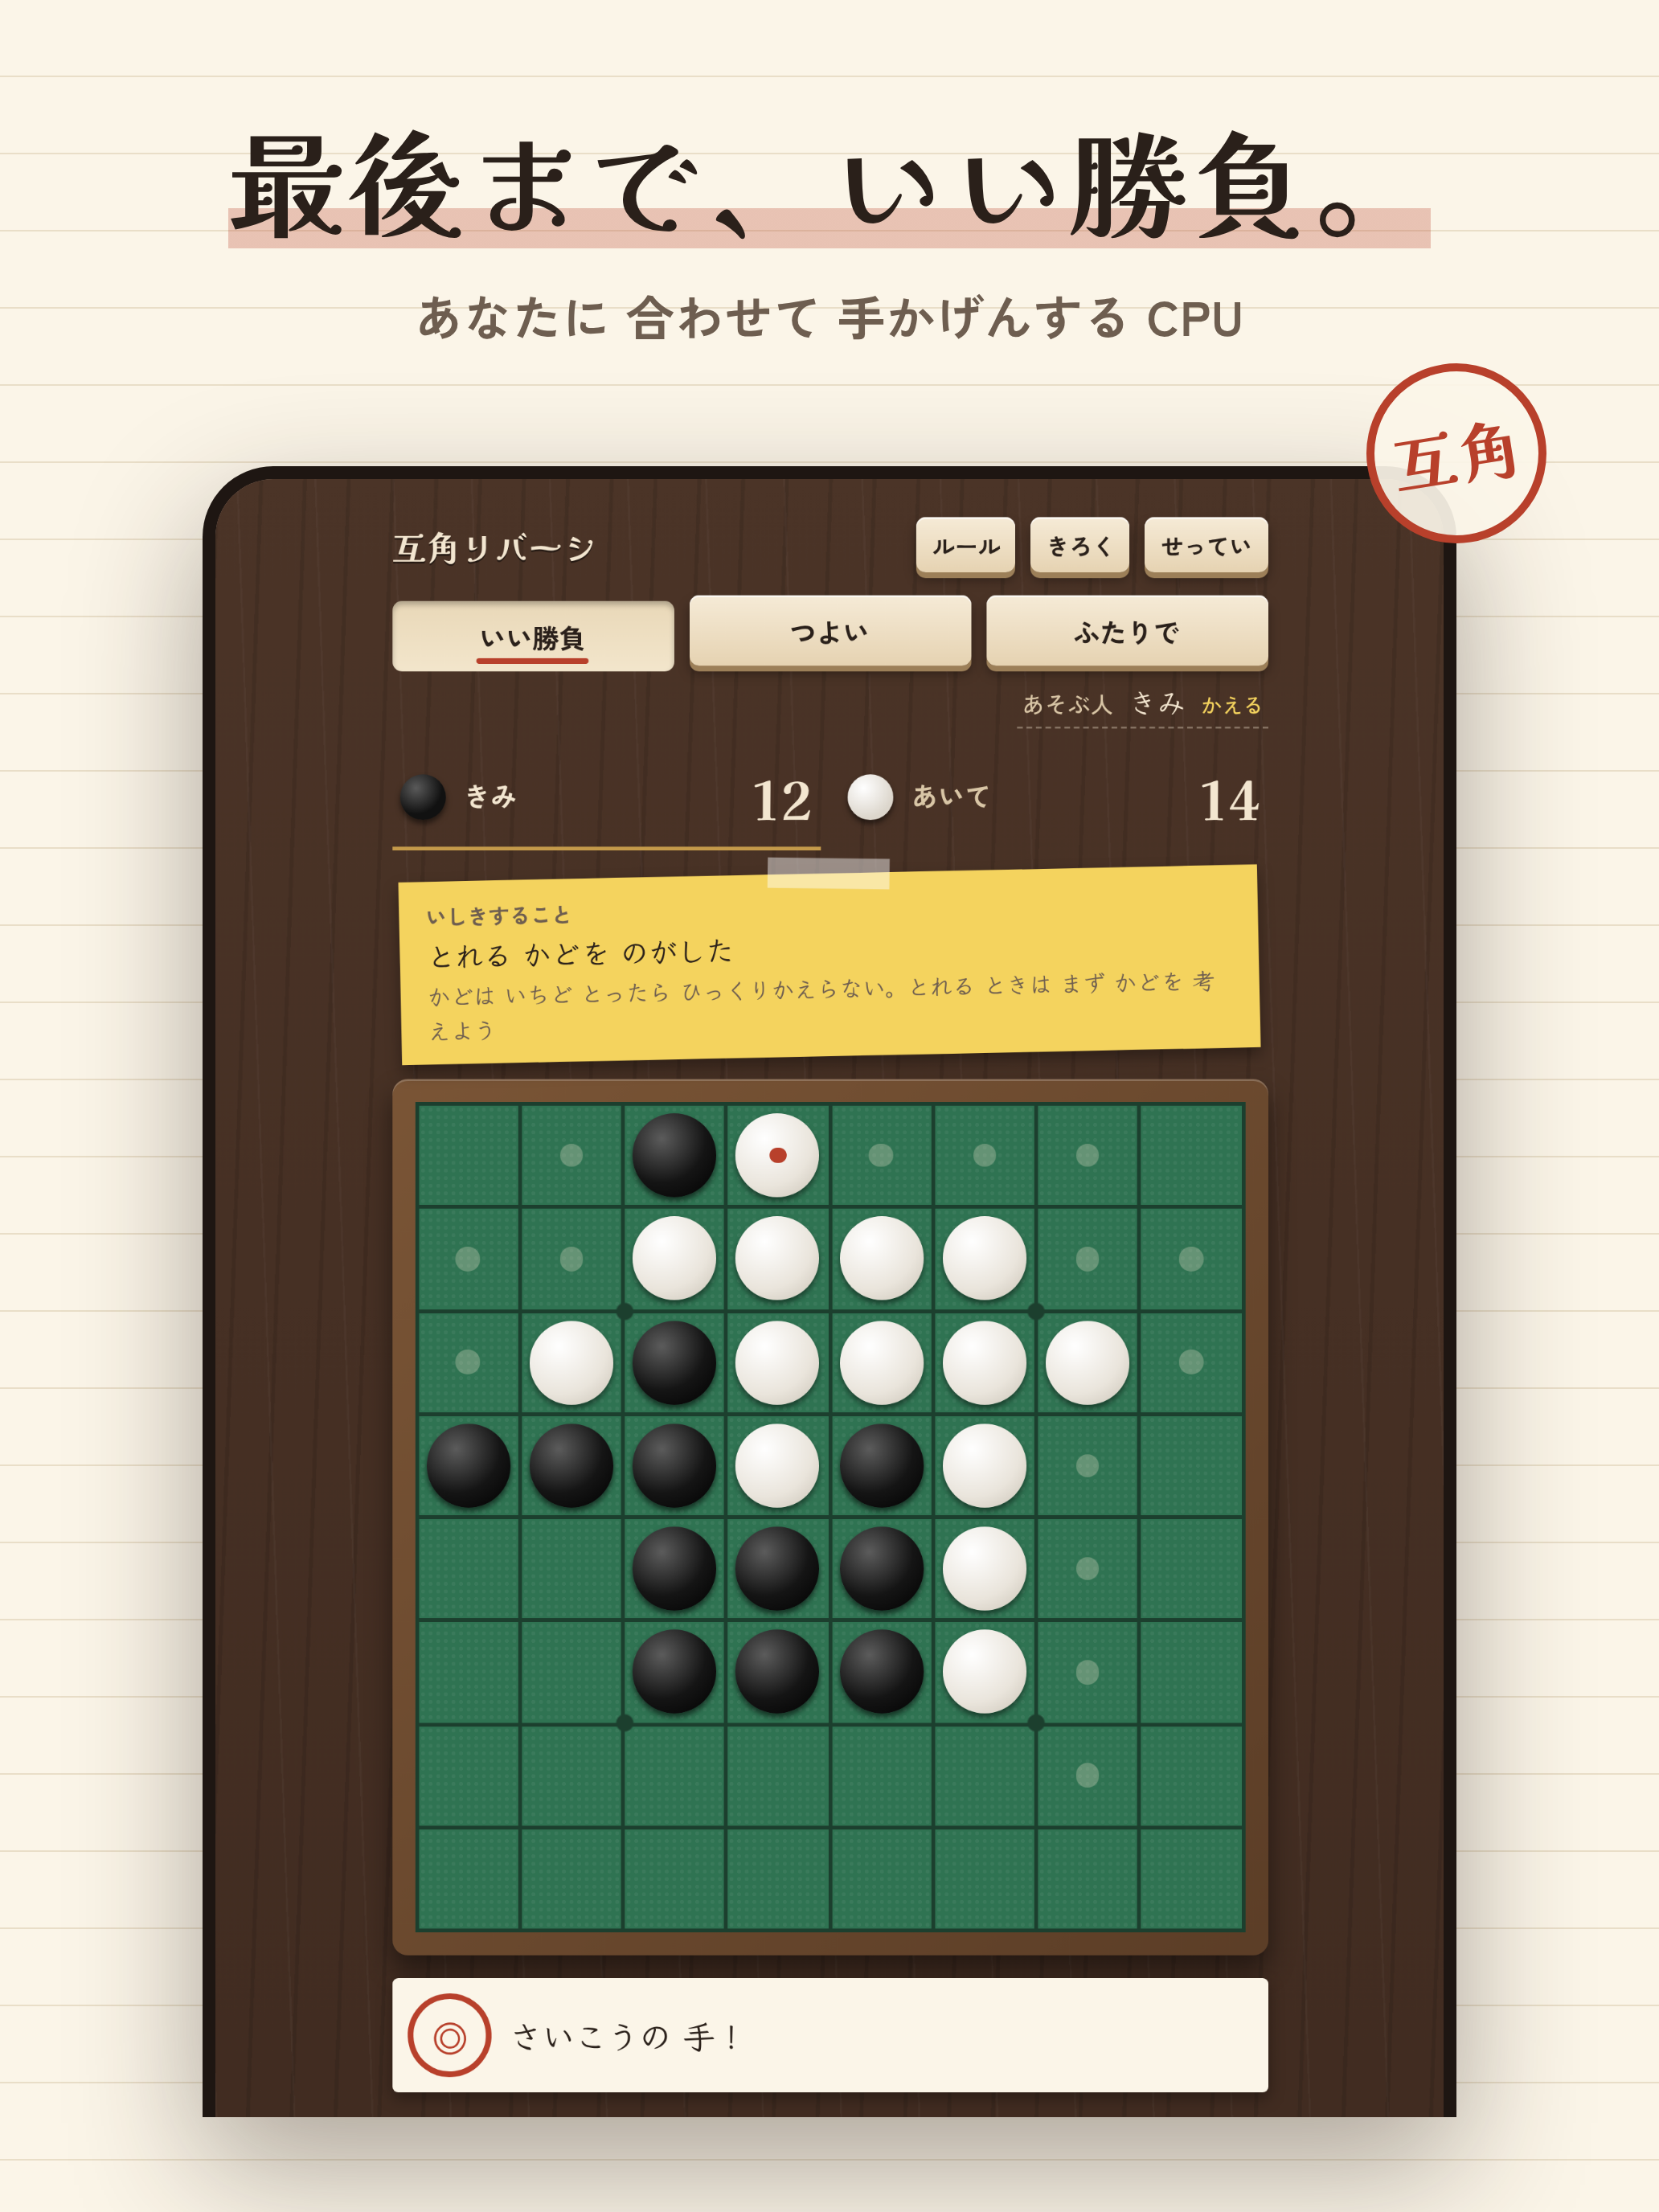 最後まで、いい勝負。
あなたに 合わせて 手かげんする CPU
互角
互角リバーシ
ルール
きろく
せってい
いい勝負
つよい
ふたりで
あそぶ人 きみ かえる
きみ 12
あいて 14
いしきすること
とれる かどを のがした
かどは いちど とったら ひっくりかえらない。とれる ときは まず かどを 考
えよう
◎ さいこうの 手！